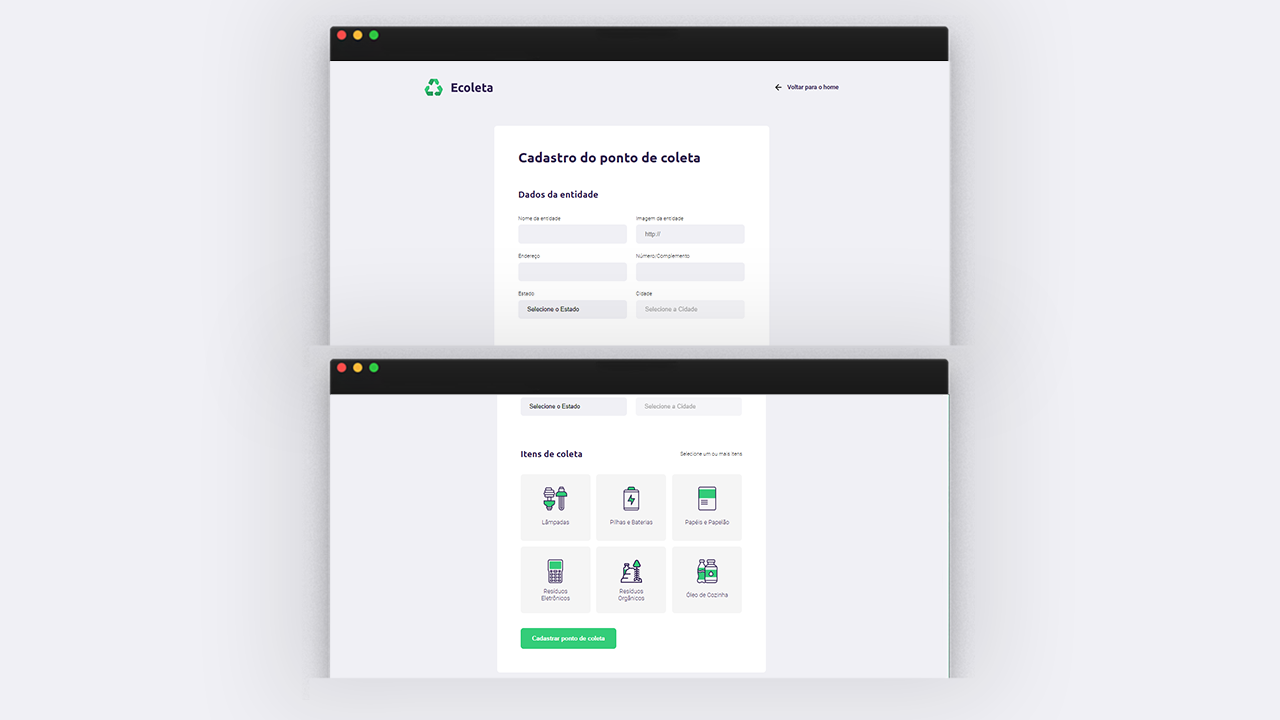 Ecoleta
Voltar para o home
Cadastro do ponto de coleta
Dados da entidade
Nome da entidade
Imagem da entidade
http://
Endereço
Número/Complemento
Estado
Cidade
Selecione o Estado
Selecione a Cidade
Selecione o Estado
Selecione a Cidade
Itens de coleta
Selecione um ou mais itens
Lâmpadas
Pilhas e Baterias
Papéis e Papelão
Resíduos
Eletrônicos
Resíduos
Orgânicos
Óleo de Cozinha
Cadastrar ponto de coleta